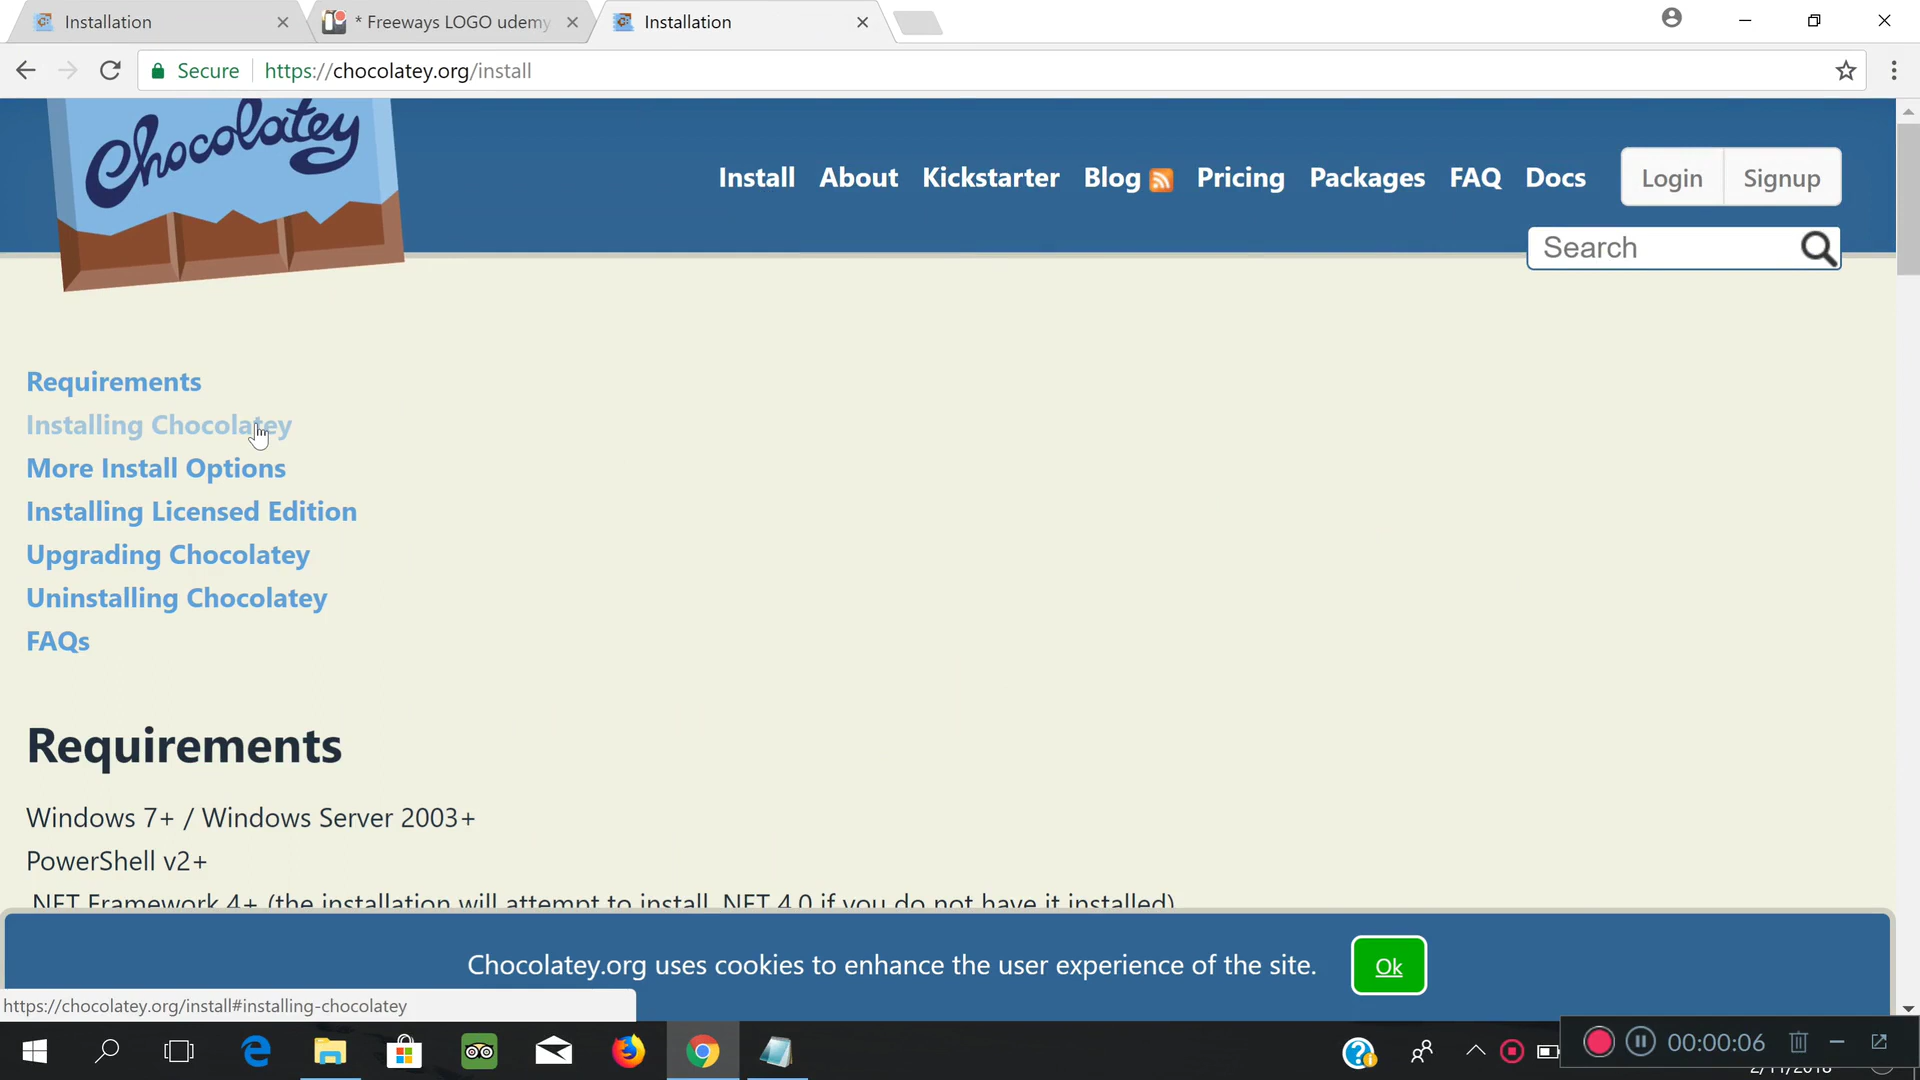 Installation
* Freeways LOGO udemy
Installation
Secure
https://chocolatey.org/install
Chocolatey
Install
About
Kickstarter
Blog
Pricing
Packages
FAQ
Docs
Login
Signup
Search
Requirements
Installing Chocolatey
More Install Options
Installing Licensed Edition
Upgrading Chocolatey
Uninstalling Chocolatey
FAQs
Requirements
Windows 7+ / Windows Server 2003+
PowerShell v2+
.NET Framework 4+ (the installation will attempt to install .NET 4.0 if you do not have it installed)
Chocolatey.org uses cookies to enhance the user experience of the site.
Ok
https://chocolatey.org/install#installing-chocolatey
00:00:06